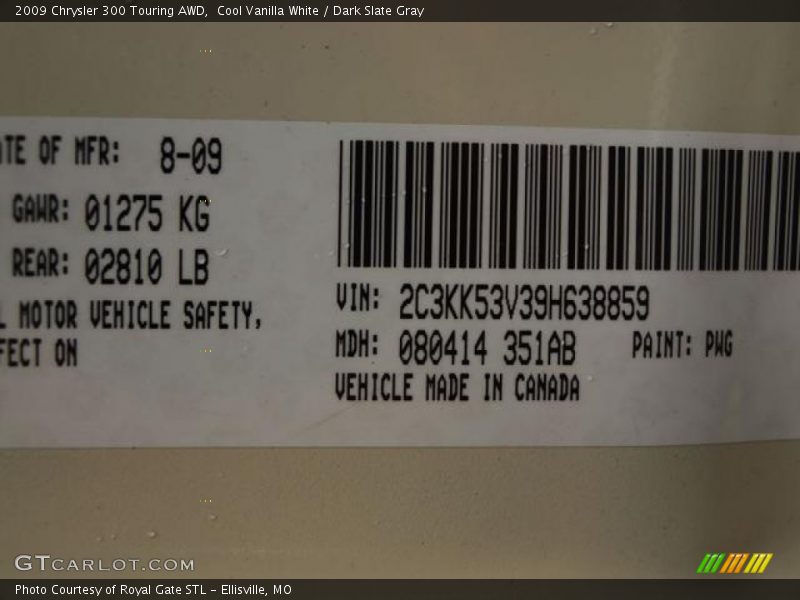 2009 Chrysler 300 Touring AWD, Cool Vanilla White / Dark Slate Gray
ATE OF MFR: 8-09
GAWR: 01275 KG
REAR: 02810 LB
L MOTOR VEHICLE SAFETY,
FECT ON
VIN: 2C3KK53V39H638859
MDH: 080414 351AB PAINT: PWG
VEHICLE MADE IN CANADA
GTCARLOT.COM
Photo Courtesy of Royal Gate STL - Ellisville, MO